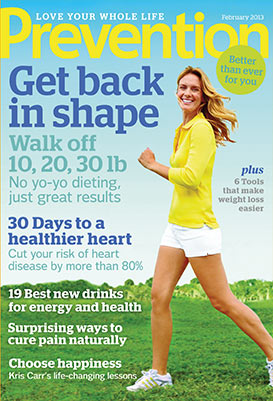 LOVE YOUR WHOLE LIFE
February 2013
Prevention
Better
than ever
for you
Get back
in shape
Walk off
10, 20, 30 lb
No yo-yo dieting,
just great results
plus
6 Tools
that make
weight loss
easier
30 Days to a
healthier heart
Cut your risk of heart
disease by more than 80%
19 Best new drinks
for energy and health
Surprising ways to
cure pain naturally
Choose happiness
Kris Carr's life-changing lessons